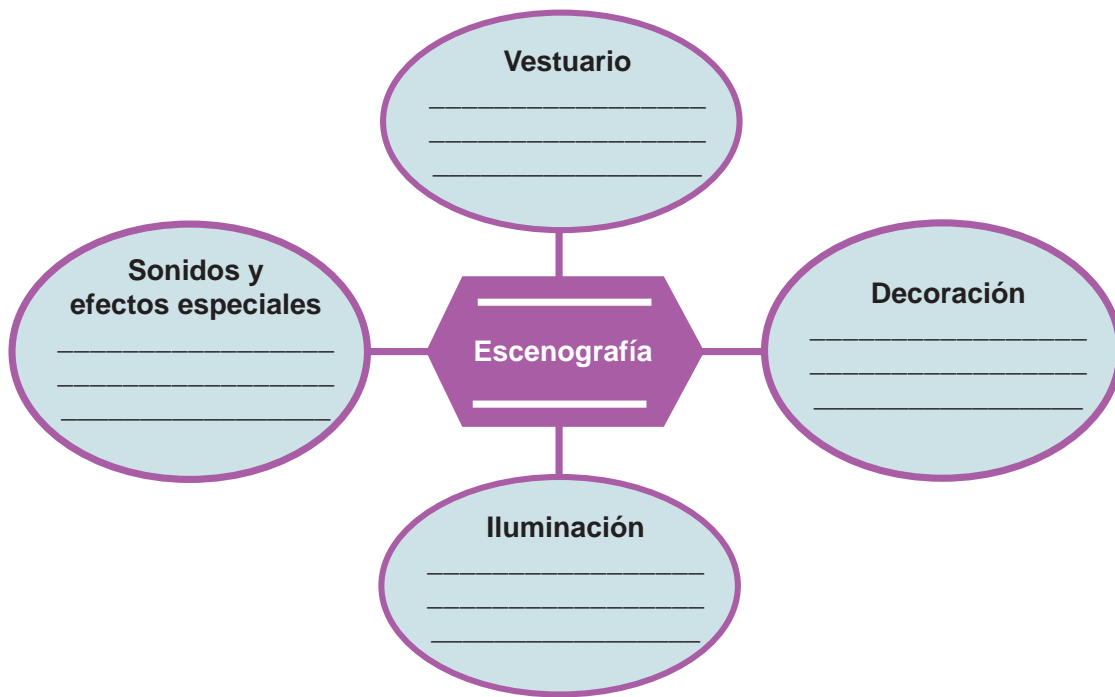 Vestuario
Sonidos y
efectos especiales
Escenografía
Decoración
Iluminación